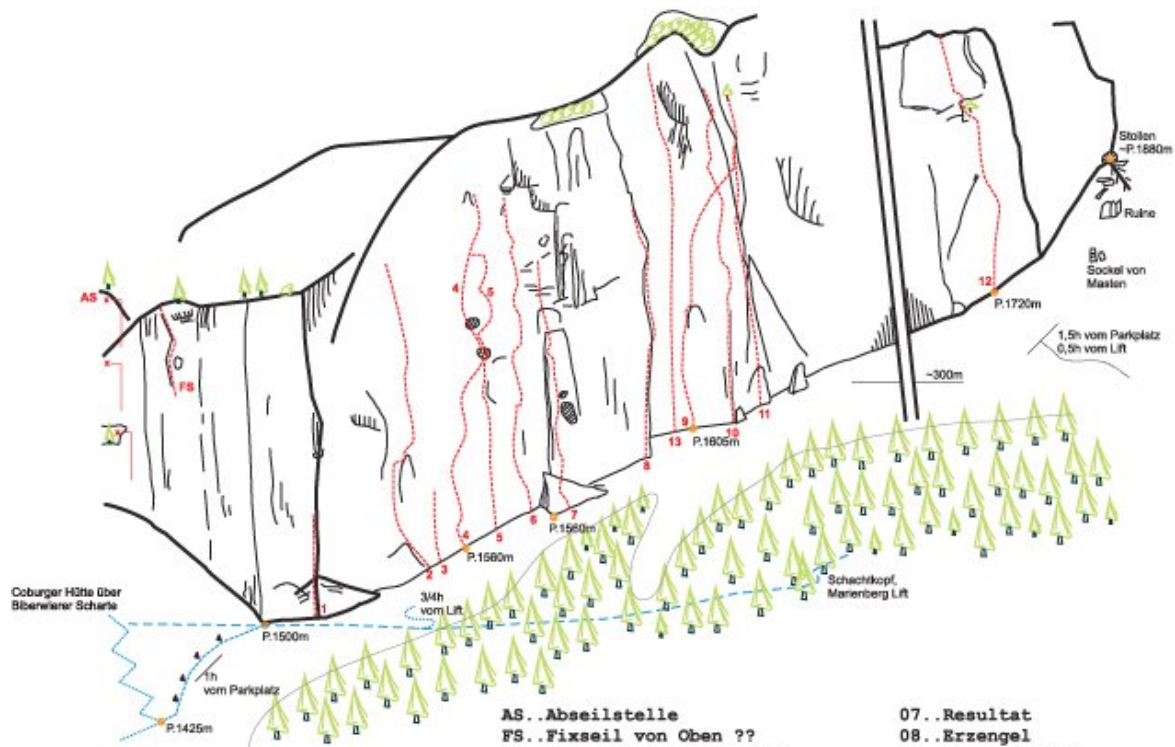 Stollen
~P.1880m
Ruine
Sockel von
Masten
AS
FS
4
5
12
P.1720m
1,5h vom Parkplatz
0,5h vom Lift
~300m
11
9
13
P.1605m
10
8
6
7
P.1560m
4
5
P.1560m
2
3
1
Coburger Hütte über
Biberwierer Scharte
3/4h
vom Lift
Schachtkopf,
Marienberg Lift
P.1500m
1h
vom Parkplatz
P.1425m
AS..Abseilstelle
FS..Fixseil von Oben ??
07..Resultat
08..Erzengel